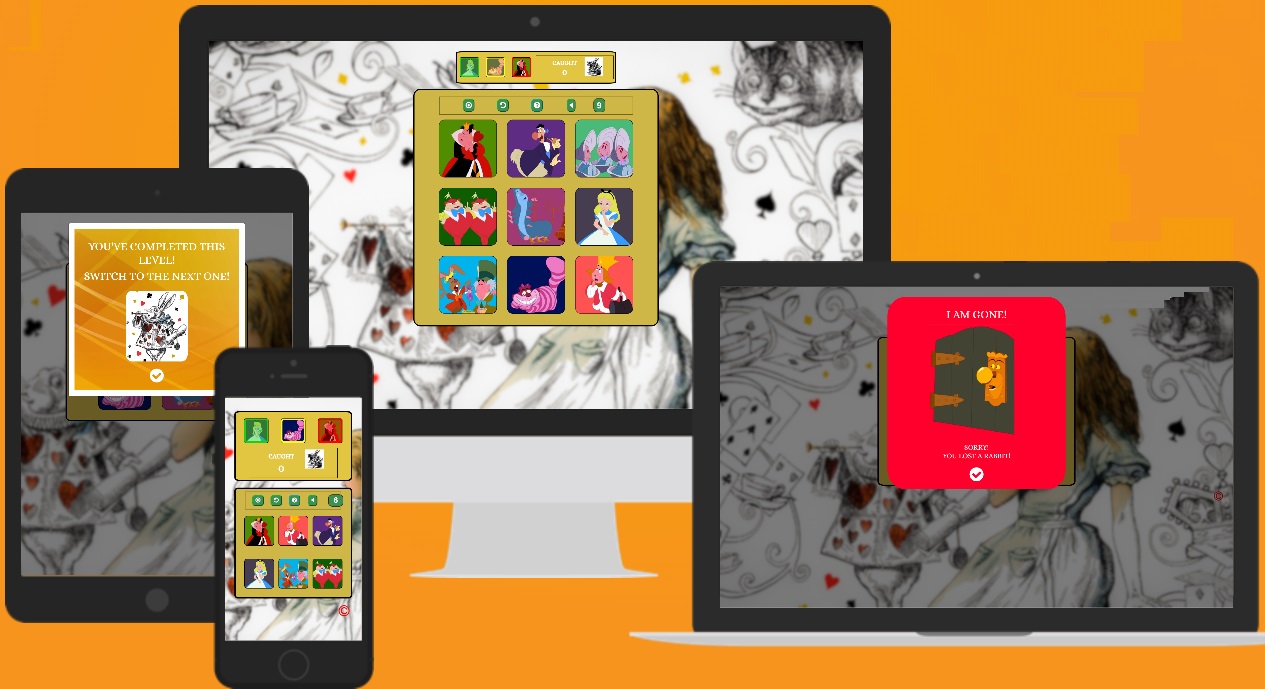 CAUGHT
0
YOU'VE COMPLETED THIS
LEVEL!
SWITCH TO THE NEXT ONE!
CAUGHT
0
©
I AM GONE!
SORRY!
YOU LOST A RABBIT!
©